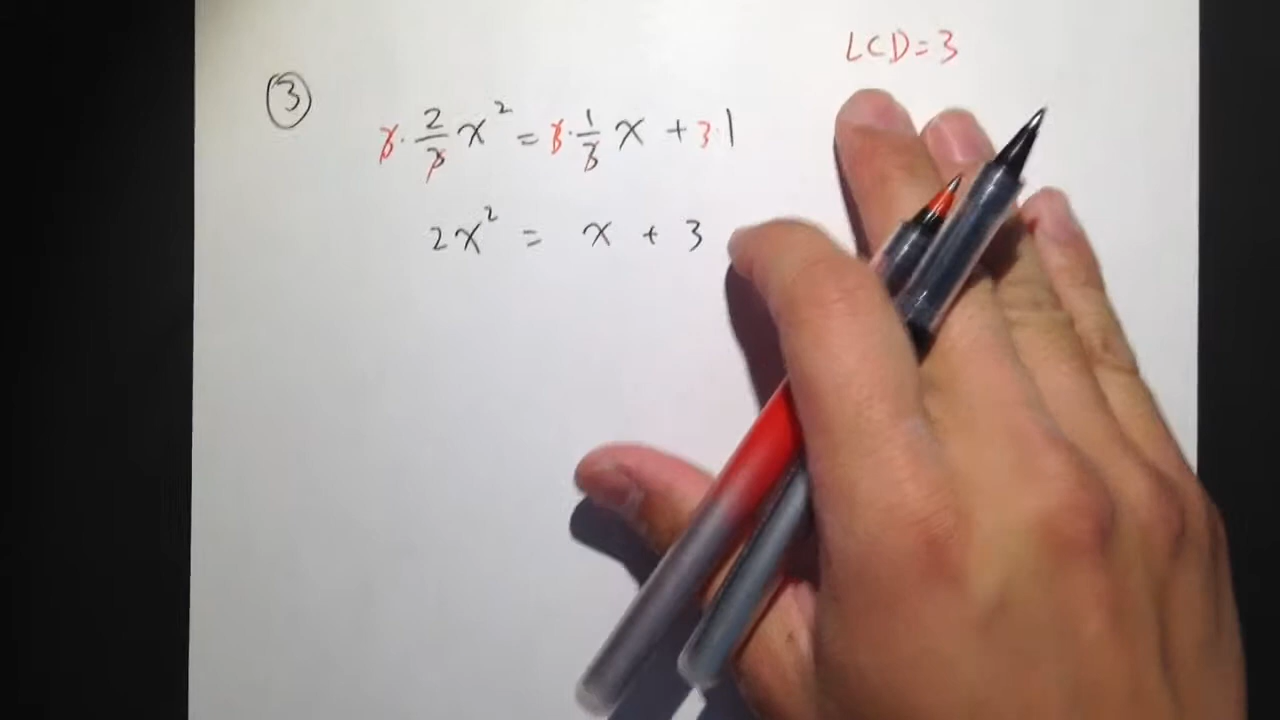 LCD=3
③
3·2/3x² = 3·1/3x + 3·1
2x² = x + 3